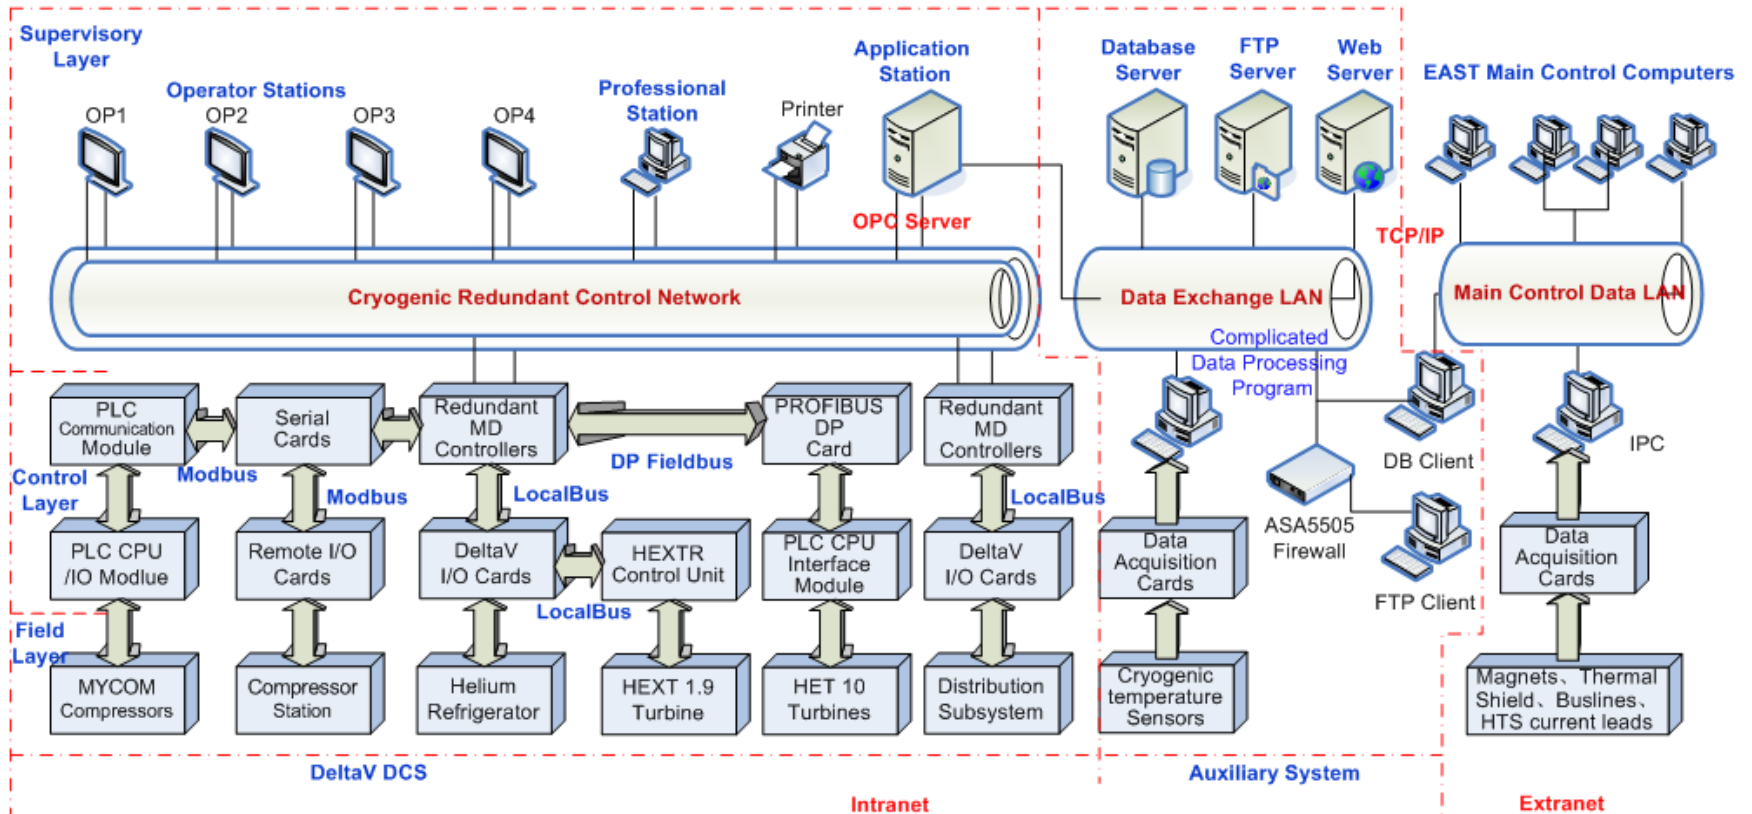 Supervisory
Layer
Operator Stations
OP1
OP2
OP3
OP4
Professional
Station
Printer
Application
Station
OPC Server
Database
Server
FTP
Server
Web
Server
TCP/IP
EAST Main Control Computers
Cryogenic Redundant Control Network
Data Exchange LAN
Main Control Data LAN
Complicated
Data Processing
Program
PLC
Communication
Module
Serial
Cards
Redundant
MD
Controllers
PROFIBUS
DP
Card
Redundant
MD
Controllers
Modbus
DP Fieldbus
DB Client
IPC
Control
Layer
Modbus
LocalBus
LocalBus
ASA5505
Firewall
PLC CPU
/IO Modlue
Remote I/O
Cards
DeltaV
I/O Cards
HEXTR
Control Unit
PLC CPU
Interface
Module
DeltaV
I/O Cards
Data
Acquisition
Cards
Data
Acquisition
Cards
LocalBus
FTP Client
Field
Layer
MYCOM
Compressors
Compressor
Station
Helium
Refrigerator
HEXT 1.9
Turbine
HET 10
Turbines
Distribution
Subsystem
Cryogenic
temperature
Sensors
Magnets、Thermal
Shield、Buslines、
HTS current leads
DeltaV DCS
Auxiliary System
Intranet
Extranet